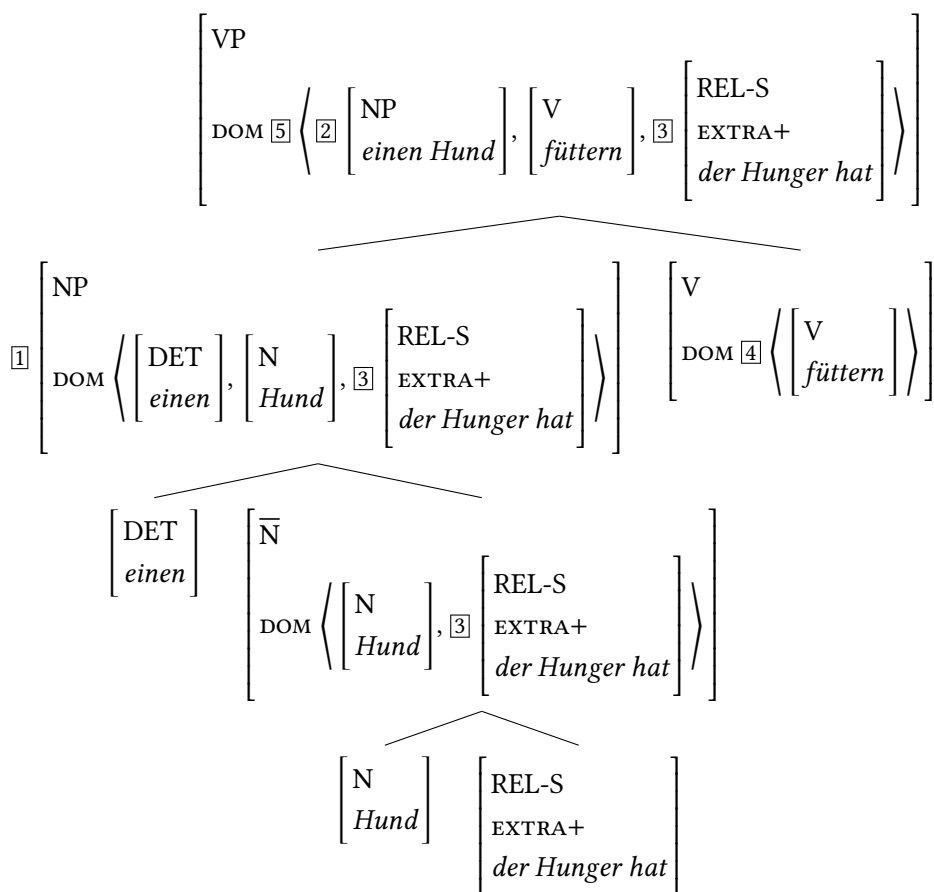 VP
DOM [5] ⟨ [2] [NP einen Hund], [V füttern], [3] [REL-S EXTRA+ der Hunger hat] ⟩
[1] NP
DOM ⟨ [DET einen], [N Hund], [3] [REL-S EXTRA+ der Hunger hat] ⟩
V
DOM [4] ⟨ [V füttern] ⟩
DET
einen
N̅
DOM ⟨ [N Hund], [3] [REL-S EXTRA+ der Hunger hat] ⟩
N
Hund
REL-S
EXTRA+
der Hunger hat